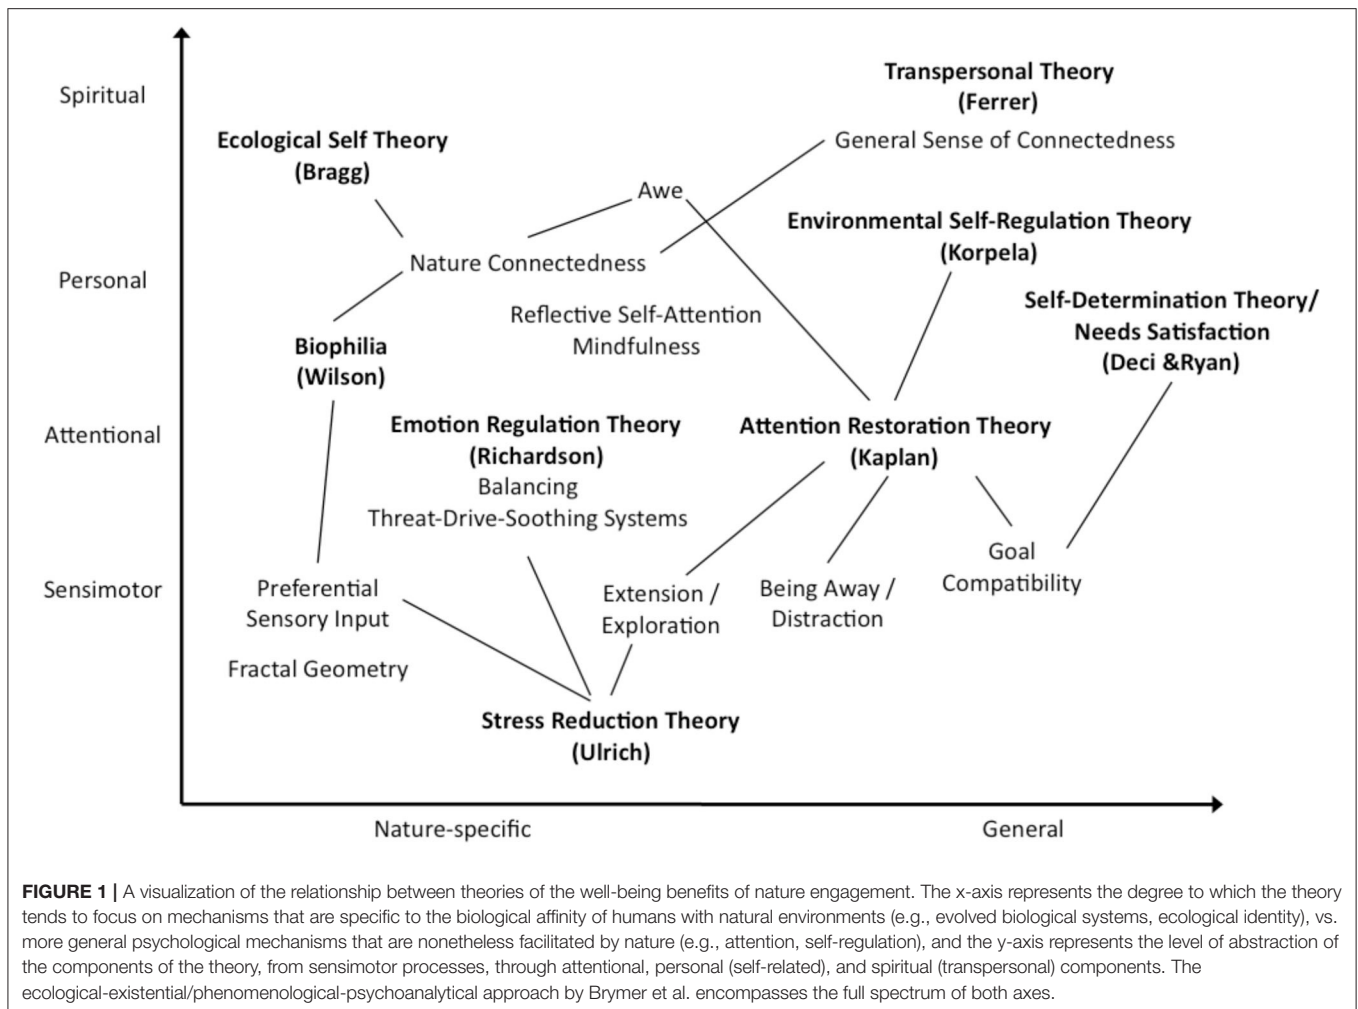 Spiritual
Transpersonal Theory
(Ferrer)
General Sense of Connectedness
Ecological Self Theory
(Bragg)
Awe
Environmental Self-Regulation Theory
(Korpela)
Nature Connectedness
Personal
Self-Determination Theory/
Needs Satisfaction
(Deci &Ryan)
Reflective Self-Attention
Mindfulness
Biophilia
(Wilson)
Attentional
Emotion Regulation Theory
(Richardson)
Balancing
Threat-Drive-Soothing Systems
Attention Restoration Theory
(Kaplan)
Goal
Compatibility
Sensimotor
Preferential
Sensory Input
Extension /
Exploration
Being Away /
Distraction
Fractal Geometry
Stress Reduction Theory
(Ulrich)
Nature-specific
General
FIGURE 1 | A visualization of the relationship between theories of the well-being benefits of nature engagement. The x-axis represents the degree to which the theory
tends to focus on mechanisms that are specific to the biological affinity of humans with natural environments (e.g., evolved biological systems, ecological identity), vs.
more general psychological mechanisms that are nonetheless facilitated by nature (e.g., attention, self-regulation), and the y-axis represents the level of abstraction of
the components of the theory, from sensimotor processes, through attentional, personal (self-related), and spiritual (transpersonal) components. The
ecological-existential/phenomenological-psychoanalytical approach by Brymer et al. encompasses the full spectrum of both axes.